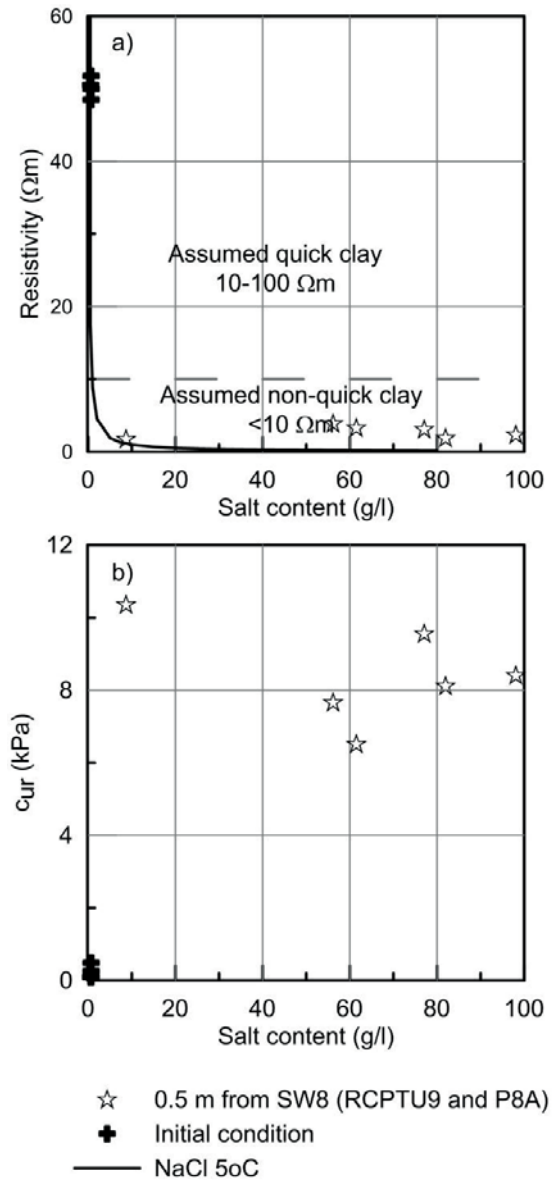 a)
60
40
20
0
Resistivity (Ωm)
Assumed quick clay
10-100 Ωm
Assumed non-quick clay
<10 Ωm
0 20 40 60 80 100
Salt content (g/l)
b)
12
8
4
0
cur (kPa)
0 20 40 60 80 100
Salt content (g/l)
0.5 m from SW8 (RCPTU9 and P8A)
Initial condition
NaCl 5oC